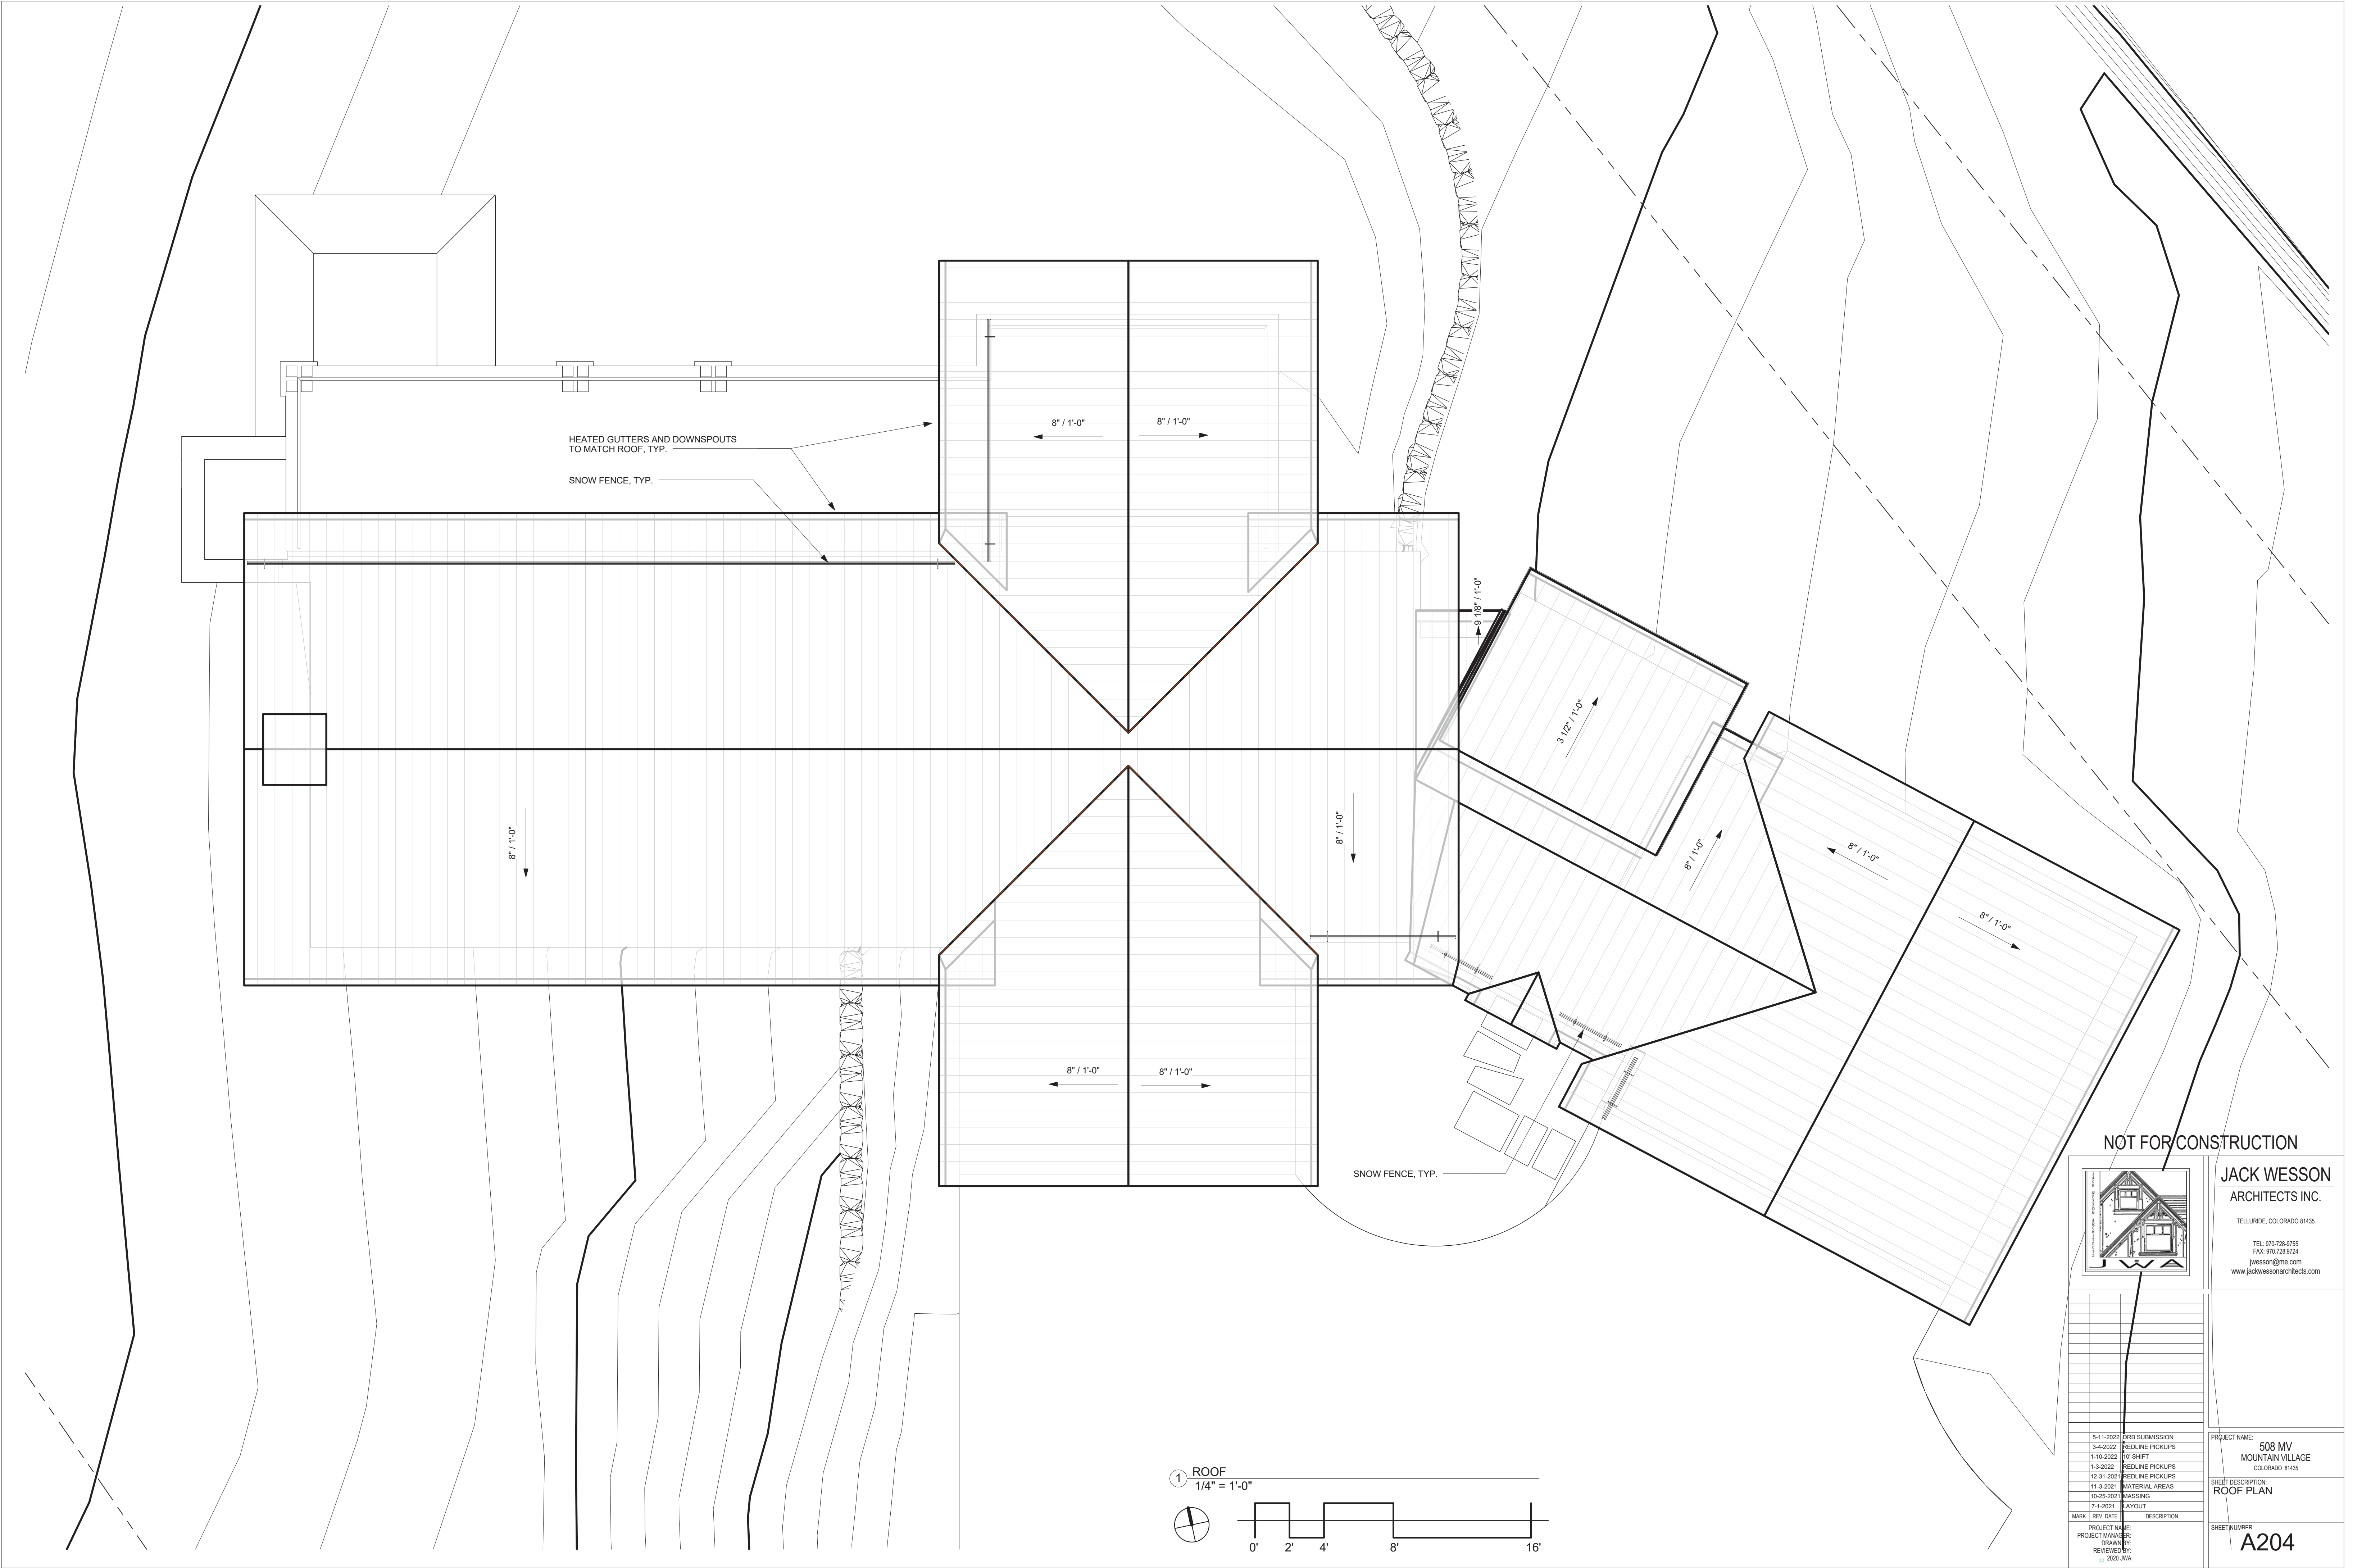 8" / 1'-0"
8" / 1'-0"
HEATED GUTTERS AND DOWNSPOUTS
TO MATCH ROOF, TYP.
SNOW FENCE, TYP.
9 1/8" / 1'-0"
3 1/2" / 1'-0"
8" / 1'-0"
8" / 1'-0"
8" / 1'-0"
8" / 1'-0"
8" / 1'-0"
8" / 1'-0"
8" / 1'-0"
SNOW FENCE, TYP.
1
ROOF
1/4" = 1'-0"
0' 2' 4' 8' 16'
NOT FOR CONSTRUCTION
JACK WESSON ARCHITECTS
JACK WESSON
ARCHITECTS INC.
TELLURIDE, COLORADO 81435
TEL: 970-728-9755
FAX: 970.728.9724
jwesson@me.com
www.jackwessonarchitects.com
5-11-2022 DRB SUBMISSION
3-4-2022 REDLINE PICKUPS
1-10-2022 10' SHIFT
1-3-2022 REDLINE PICKUPS
12-31-2021 REDLINE PICKUPS
11-3-2021 MATERIAL AREAS
10-25-2021 MASSING
7-1-2021 LAYOUT
MARK REV. DATE DESCRIPTION
PROJECT NAME:
PROJECT MANAGER:
DRAWN BY:
REVIEWED BY:
© 2020 JWA
PROJECT NAME:
508 MV
MOUNTAIN VILLAGE
COLORADO 81435
SHEET DESCRIPTION:
ROOF PLAN
SHEET NUMBER:
A204